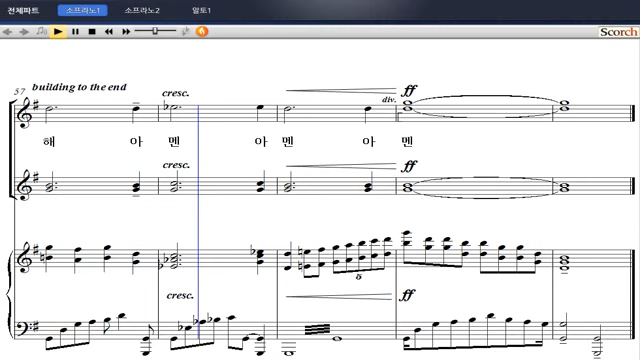 전체파트 소프라노1 소프라노2 알토1
Scorch
57 building to the end cresc. div. ff
해 아 멘 아 멘 아 멘
cresc. ff
5
cresc. ff